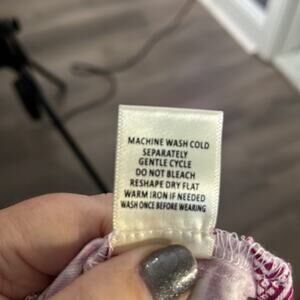 MACHINE WASH COLD
SEPARATELY
GENTLE CYCLE
DO NOT BLEACH
RESHAPE DRY FLAT
WARM IRON IF NEEDED
WASH ONCE BEFORE WEARING